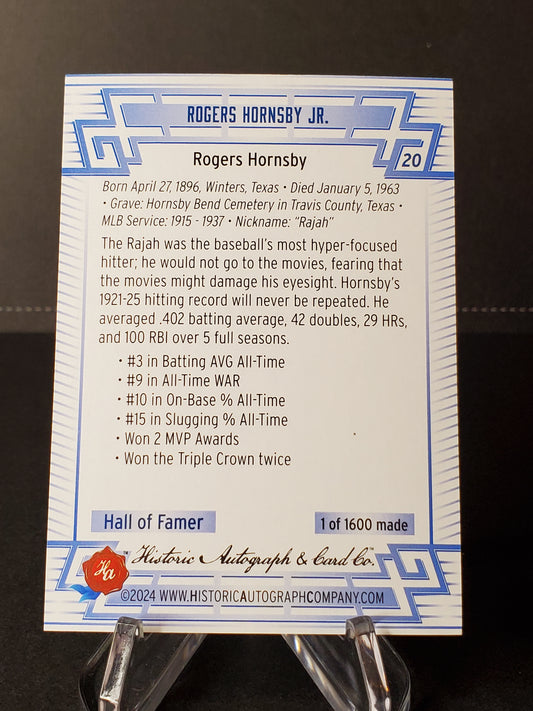 ROGERS HORNSBY JR.
20
Rogers Hornsby
Born April 27, 1896, Winters, Texas • Died January 5, 1963
• Grave: Hornsby Bend Cemetery in Travis County, Texas •
MLB Service: 1915 - 1937 • Nickname: "Rajah"
The Rajah was the baseball's most hyper-focused
hitter; he would not go to the movies, fearing that
the movies might damage his eyesight. Hornsby's
1921-25 hitting record will never be repeated. He
averaged .402 batting average, 42 doubles, 29 HRs,
and 100 RBI over 5 full seasons.
• #3 in Batting AVG All-Time
• #9 in All-Time WAR
• #10 in On-Base % All-Time
• #15 in Slugging % All-Time
• Won 2 MVP Awards
• Won the Triple Crown twice
Hall of Famer
1 of 1600 made
Ha
Historic Autograph & Card Co.™
©2024 WWW.HISTORICAUTOGRAPHCOMPANY.COM